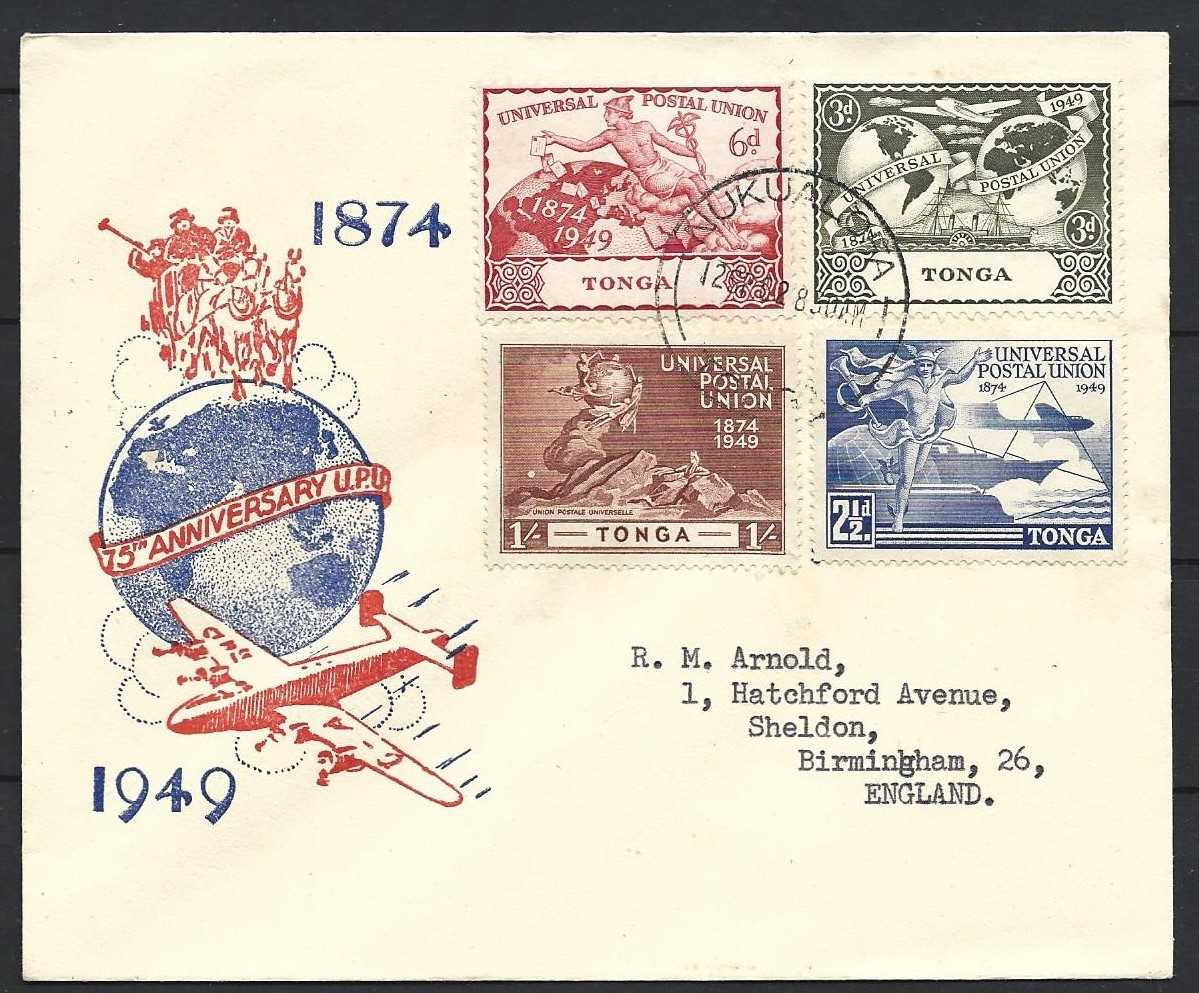 1874
75TH ANNIVERSARY U.P.U.
1949
UNIVERSAL POSTAL UNION
6d
1874
1949
TONGA
3d
1949
UNIVERSAL POSTAL UNION
1874
3d
TONGA
UNIVERSAL
POSTAL
UNION
1874
1949
UNION POSTALE UNIVERSELLE
1/- TONGA 1/-
UNIVERSAL
POSTAL UNION
1874 1949
2½d.
TONGA
NUKUALOFA
830AM
R. M. Arnold,
1, Hatchford Avenue,
Sheldon,
Birmingham, 26,
ENGLAND.